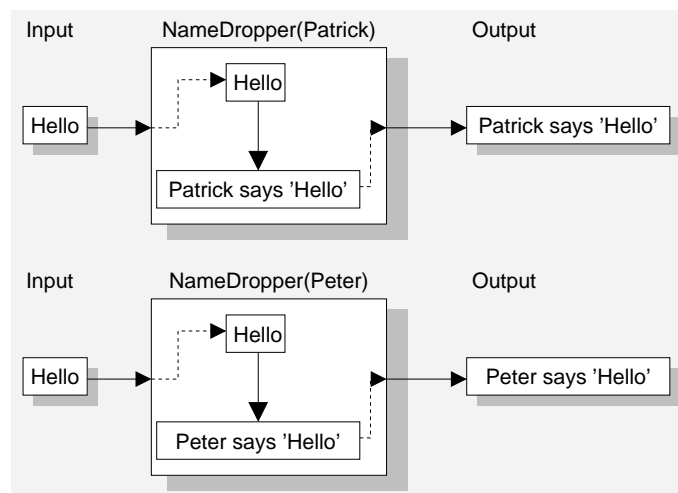 Input
NameDropper(Patrick)
Output
Hello
Hello
Patrick says 'Hello'
Patrick says 'Hello'
Input
NameDropper(Peter)
Output
Hello
Hello
Peter says 'Hello'
Peter says 'Hello'